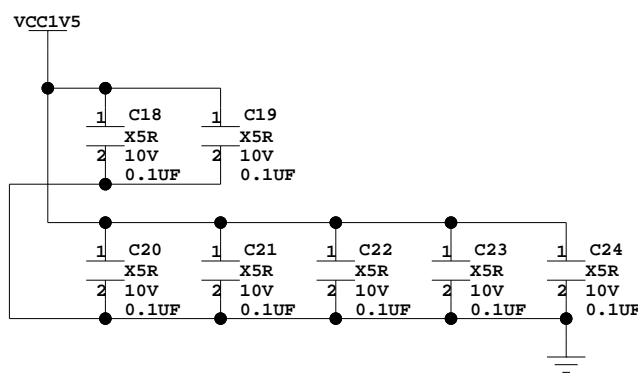 VCC1V5
1 C18 1 C19
X5R X5R
2 10V 2 10V
0.1UF 0.1UF
1 C20 1 C21 1 C22 1 C23 1 C24
X5R X5R X5R X5R X5R
2 10V 2 10V 2 10V 2 10V 2 10V
0.1UF 0.1UF 0.1UF 0.1UF 0.1UF